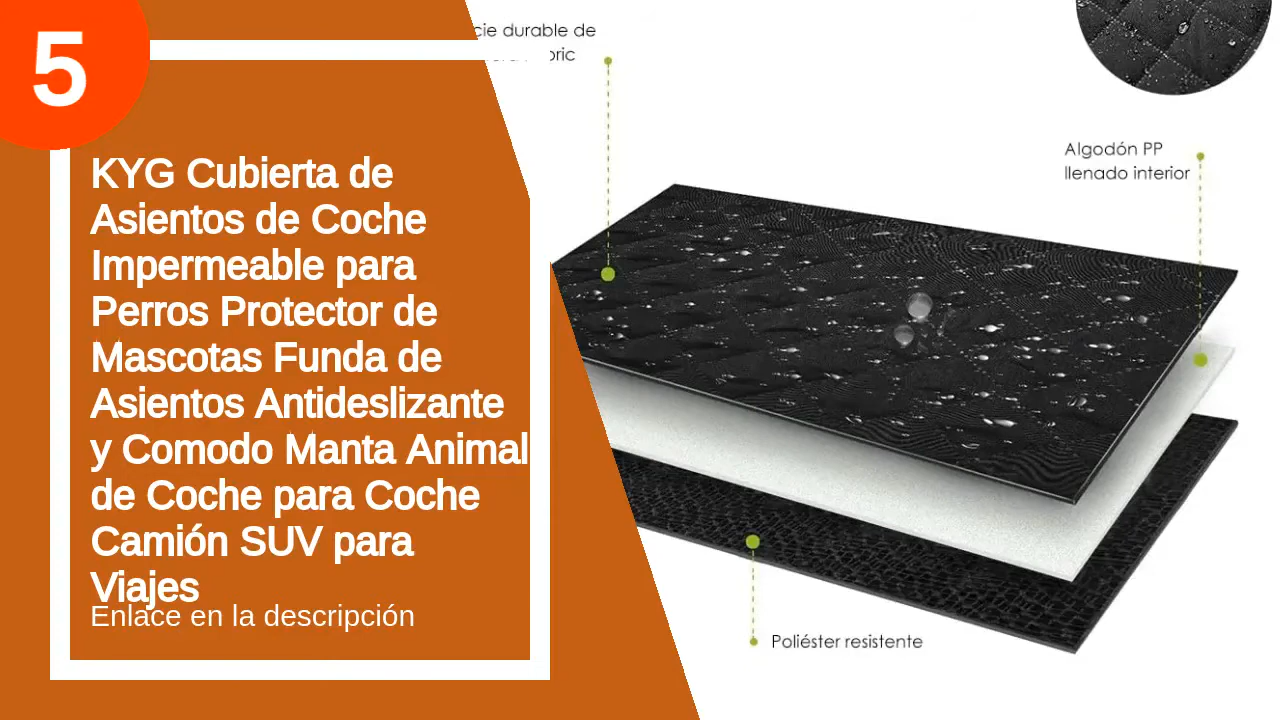 5
cie durable de
KYG Cubierta de
Asientos de Coche
Impermeable para
Perros Protector de
Mascotas Funda de
Asientos Antideslizante
y Comodo Manta Animal
de Coche para Coche
Camión SUV para
Viajes
Enlace en la descripción
Algodón PP
llenado interior
Poliéster resistente